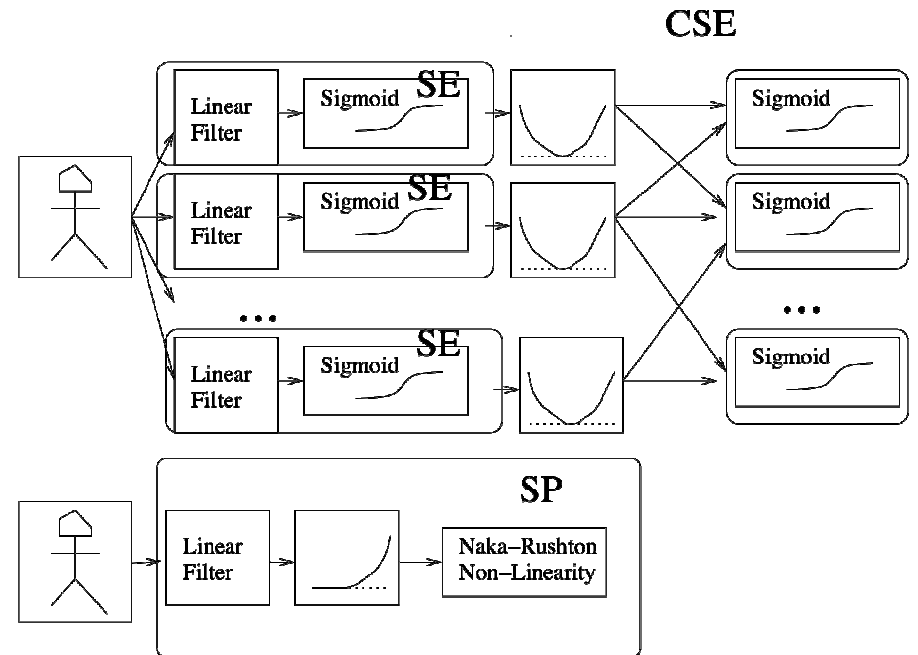 CSE
SE
Linear
Filter
Sigmoid
Sigmoid
SE
Linear
Filter
Sigmoid
Sigmoid
...
...
SE
Linear
Filter
Sigmoid
Sigmoid
SP
Linear
Filter
Naka–Rushton
Non–Linearity